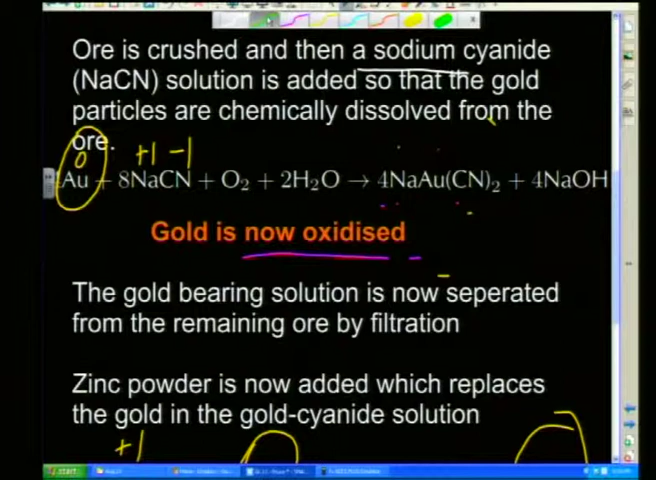 Ore is crushed and then a sodium cyanide
(NaCN) solution is added so that the gold
particles are chemically dissolved from the
ore.
0
+1 -1
Au + 8NaCN + O₂ + 2H₂O → 4NaAu(CN)₂ + 4NaOH
Gold is now oxidised
The gold bearing solution is now seperated
from the remaining ore by filtration
Zinc powder is now added which replaces
the gold in the gold-cyanide solution
+1